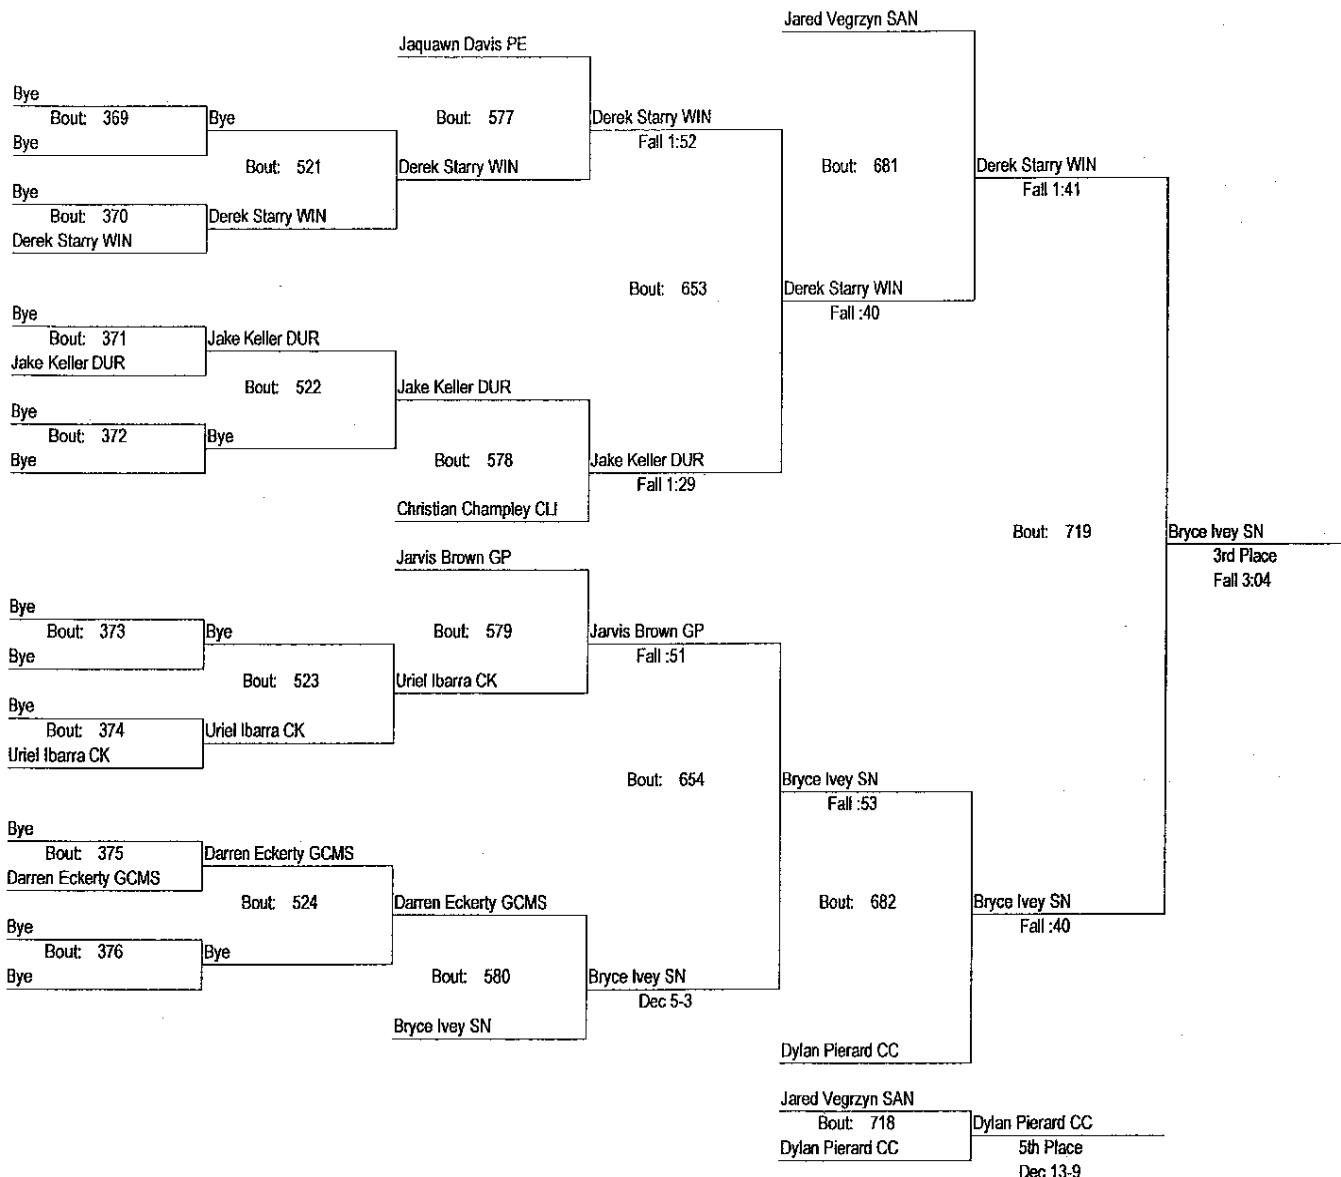 Jared Vegrzyn SAN
Jaquawn Davis PE
Bye
Bout: 369
Bye
Bout: 577
Derek Starry WIN
Bye
Fall 1:52
Bout: 521
Derek Starry WIN
Bout: 681
Derek Starry WIN
Bye
Fall 1:41
Bout: 370
Derek Starry WIN
Derek Starry WIN
Bout: 653
Derek Starry WIN
Bye
Fall :40
Bout: 371
Jake Keller DUR
Jake Keller DUR
Bout: 522
Jake Keller DUR
Bye
Bout: 372
Bye
Bye
Bout: 578
Jake Keller DUR
Fall 1:29
Christian Champley CLI
Bout: 719
Bryce Ivey SN
Jarvis Brown GP
3rd Place
Fall 3:04
Bye
Bout: 373
Bye
Bout: 579
Jarvis Brown GP
Bye
Fall :51
Bout: 523
Uriel Ibarra CK
Bye
Bout: 374
Uriel Ibarra CK
Uriel Ibarra CK
Bout: 654
Bryce Ivey SN
Fall :53
Bye
Bout: 375
Darren Eckerty GCMS
Darren Eckerty GCMS
Bout: 524
Darren Eckerty GCMS
Bout: 682
Bryce Ivey SN
Bye
Fall :40
Bout: 376
Bye
Bye
Bout: 580
Bryce Ivey SN
Dec 5-3
Bryce Ivey SN
Dylan Pierard CC
Jared Vegrzyn SAN
Bout: 718
Dylan Pierard CC
Dylan Pierard CC
5th Place
Dec 13-9